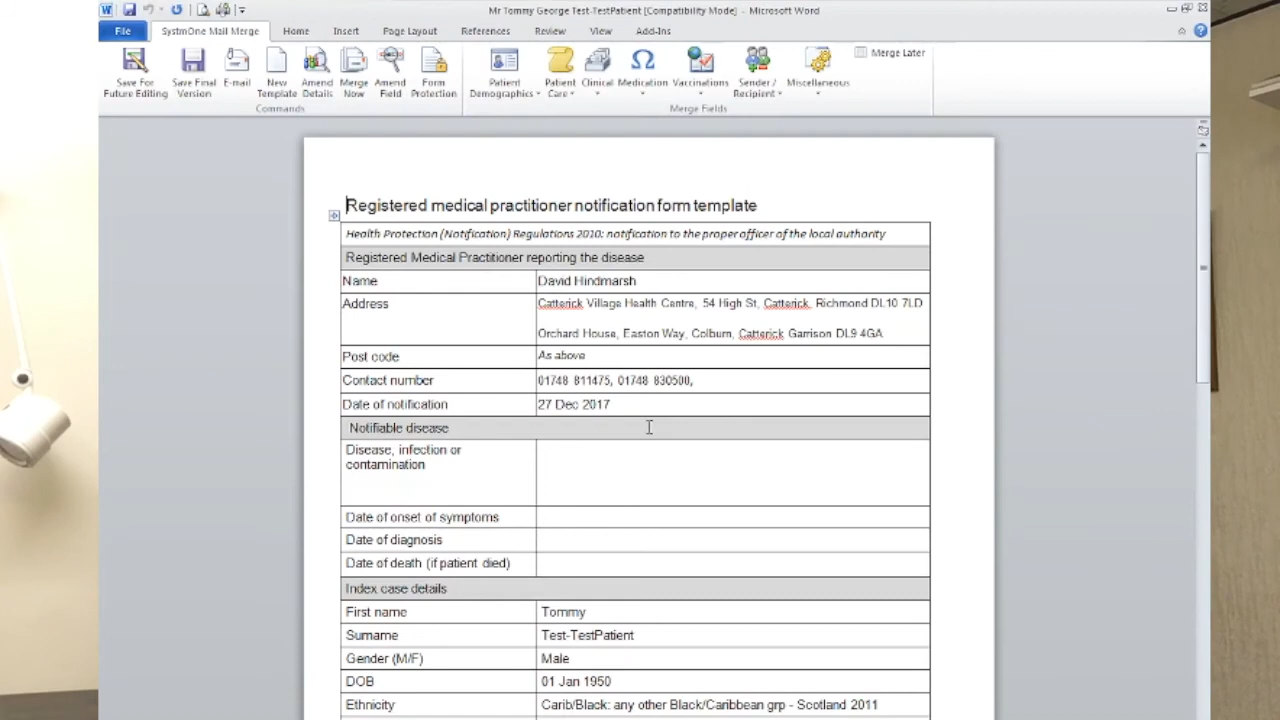 Mr Tommy George Test-TestPatient [Compatibility Mode] - Microsoft Word
File SystmOne Mail Merge Home Insert Page Layout References Review View Add-Ins
Save For Future Editing
Save Final Version
E-mail
New Template
Amend Details
Merge Now
Amend Field
Form Protection
Patient Demographics
Patient Care
Clinical
Medication
Vaccinations
Sender / Recipient
Miscellaneous
Merge Later
Commands
Merge Fields
Registered medical practitioner notification form template
Health Protection (Notification) Regulations 2010: notification to the proper officer of the local authority
Registered Medical Practitioner reporting the disease
Name David Hindmarsh
Address Catterick Village Health Centre, 54 High St, Catterick, Richmond DL10 7LD
Orchard House, Easton Way, Colburn, Catterick Garrison DL9 4GA
Post code As above
Contact number 01748 811475, 01748 830500,
Date of notification 27 Dec 2017
Notifiable disease
Disease, infection or
contamination
Date of onset of symptoms
Date of diagnosis
Date of death (if patient died)
Index case details
First name Tommy
Surname Test-TestPatient
Gender (M/F) Male
DOB 01 Jan 1950
Ethnicity Carib/Black: any other Black/Caribbean grp - Scotland 2011